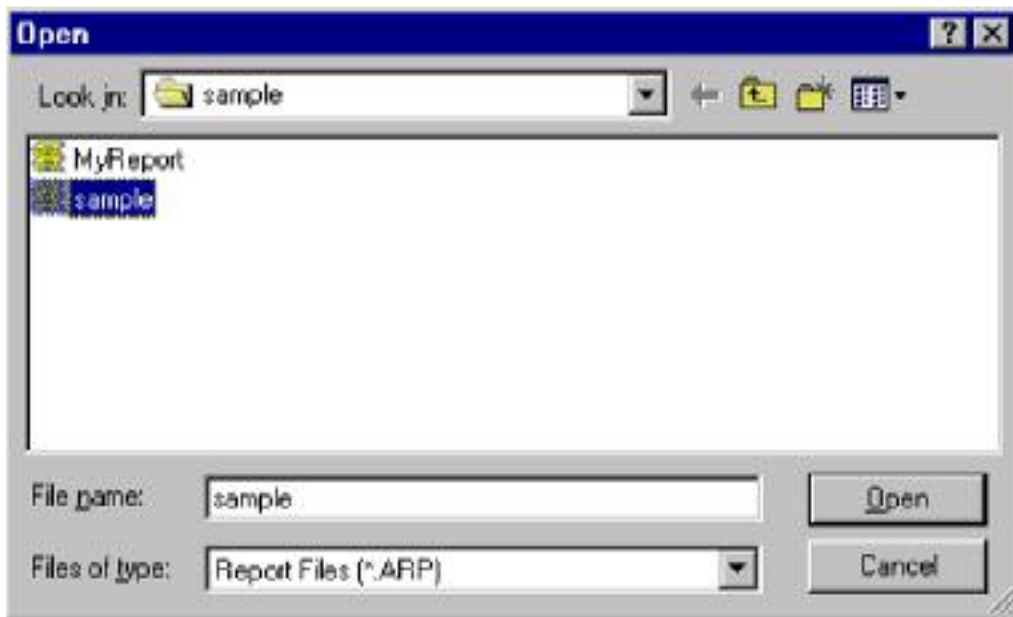 Open
Look in: sample
MyReport
sample
File name: sample Open
Files of type: Report Files (*.ARP) Cancel